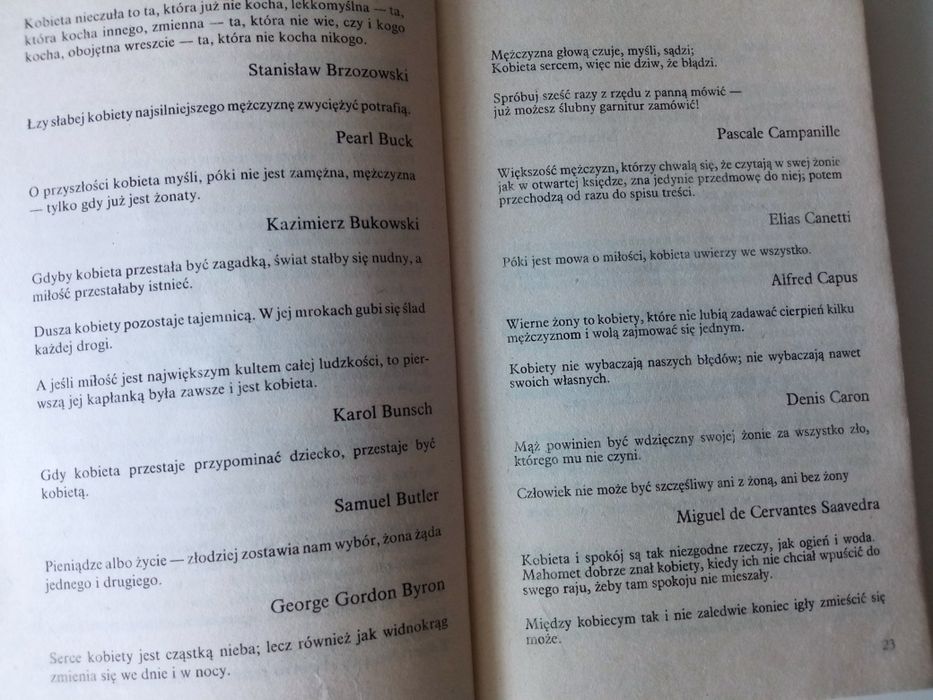 Kobieta nieczuła to ta, która już nie kocha, lekkomyślna — ta,
która kocha innego, zmienna — ta, która nie wie, czy i kogo
kocha, obojętna wreszcie — ta, która nie kocha nikogo.
Stanisław Brzozowski
Łzy słabej kobiety najsilniejszego mężczyznę zwyciężyć potrafią.
Pearl Buck
O przyszłości kobieta myśli, póki nie jest zamężna, mężczyzna
— tylko gdy już jest żonaty.
Kazimierz Bukowski
Gdyby kobieta przestała być zagadką, świat stałby się nudny, a
miłość przestałaby istnieć.
Dusza kobiety pozostaje tajemnicą. W jej mrokach gubi się ślad
każdej drogi.
A jeśli miłość jest największym kultem całej ludzkości, to pier-
wszą jej kapłanką była zawsze i jest kobieta.
Karol Bunsch
Gdy kobieta przestaje przypominać dziecko, przestaje być
kobietą.
Samuel Butler
Pieniądze albo życie — złodziej zostawia nam wybór, żona żąda
jednego i drugiego.
George Gordon Byron
Serce kobiety jest cząstką nieba; lecz również jak widnokrąg
zmienia się we dnie i w nocy.
Mężczyzna głową czuje, myśli, sądzi;
Kobieta sercem, więc nie dziw, że błądzi.
Spróbuj sześć razy z rzędu z panną mówić —
już możesz ślubny garnitur zamówić!
Pascale Campanille
Większość mężczyzn, którzy chwalą się, że czytają w swej żonie
jak w otwartej księdze, zna jedynie przedmowę do niej; potem
przechodzą od razu do spisu treści.
Elias Canetti
Póki jest mowa o miłości, kobieta uwierzy we wszystko.
Alfred Capus
Wierne żony to kobiety, które nie lubią zadawać cierpień kilku
mężczyznom i wolą zajmować się jednym.
Kobiety nie wybaczają naszych błędów; nie wybaczają nawet
swoich własnych.
Denis Caron
Mąż powinien być wdzięczny swojej żonie za wszystko zło,
którego mu nie czyni.
Człowiek nie może być szczęśliwy ani z żoną, ani bez żony
Miguel de Cervantes Saavedra
Kobieta i spokój są tak niezgodne rzeczy, jak ogień i woda.
Mahomet dobrze znał kobiety, kiedy ich nie chciał wpuścić do
swego raju, żeby tam spokoju nie mieszały.
Między kobiecym tak i nie zaledwie koniec igły zmieścić się
może.
23